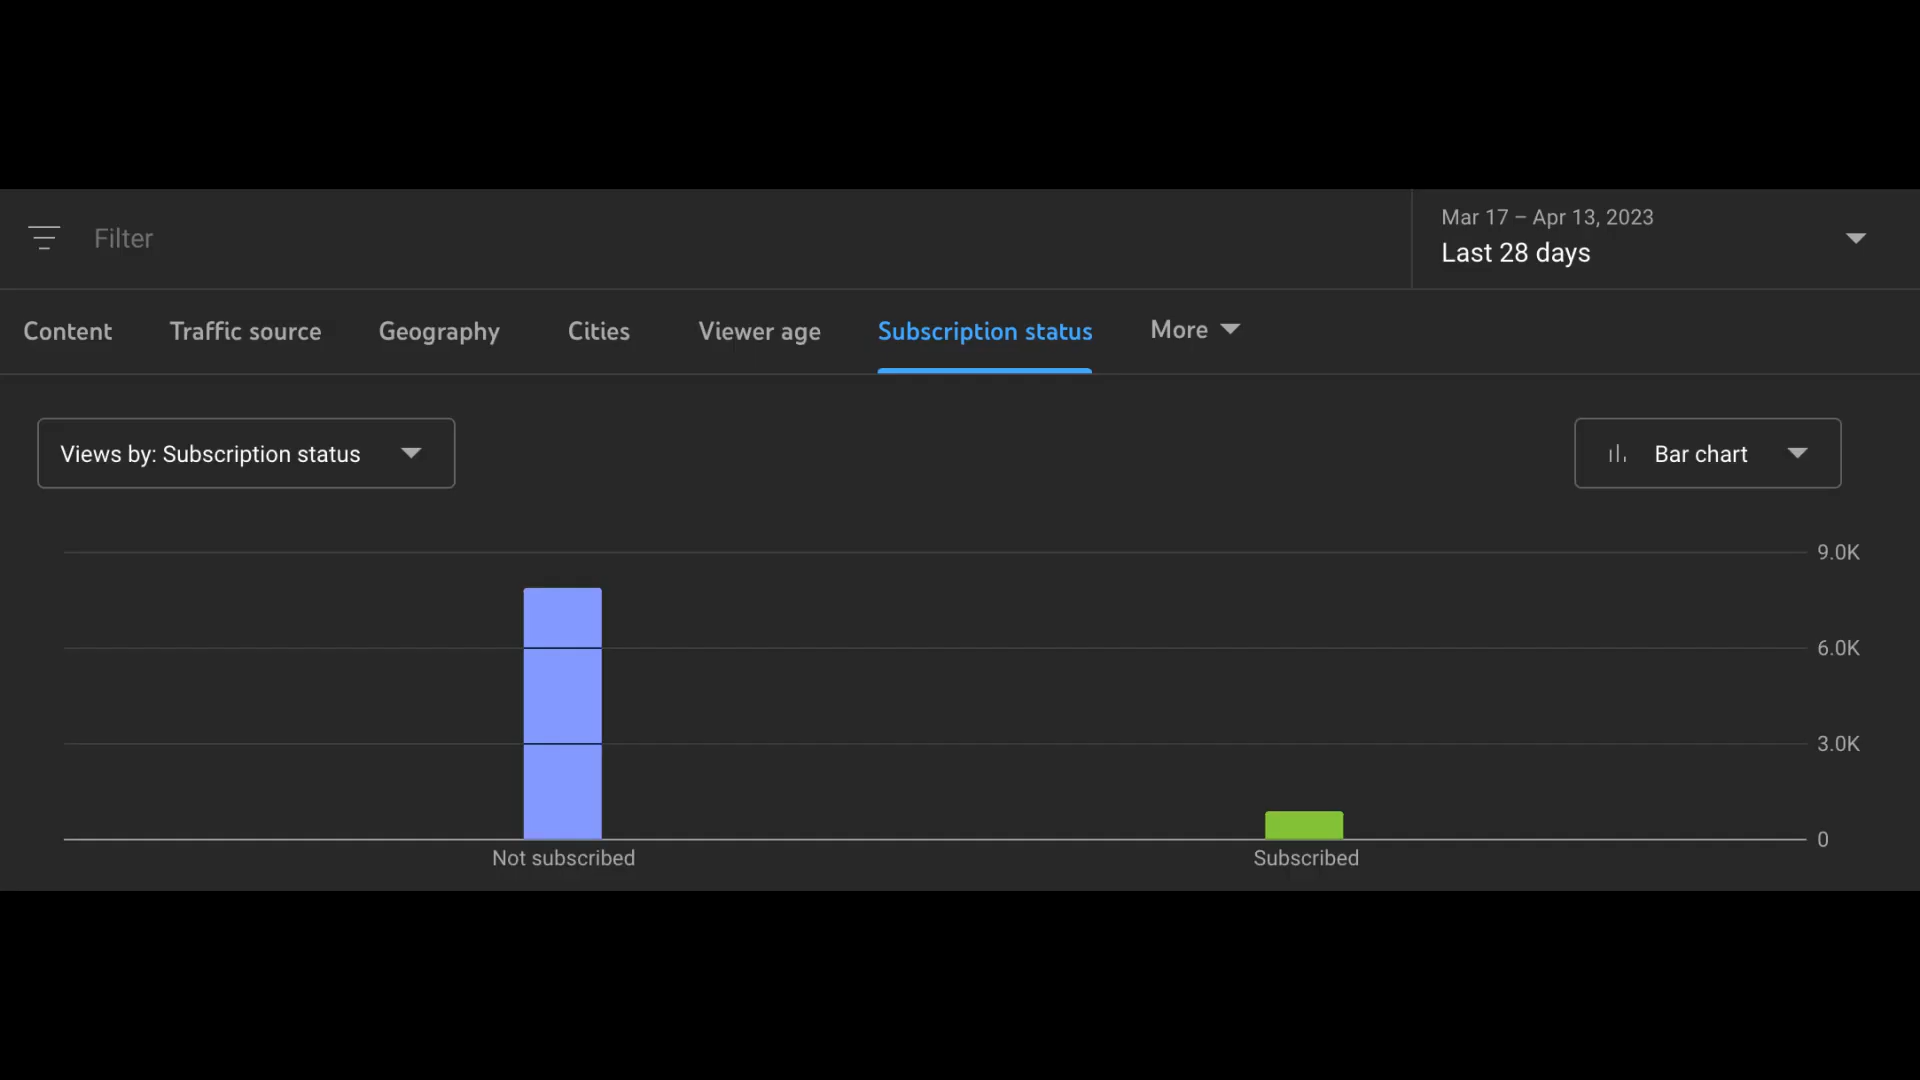 Filter
Mar 17 – Apr 13, 2023
Last 28 days
Content
Traffic source
Geography
Cities
Viewer age
Subscription status
More
Views by: Subscription status
Bar chart
9.0K
6.0K
3.0K
0
Not subscribed
Subscribed